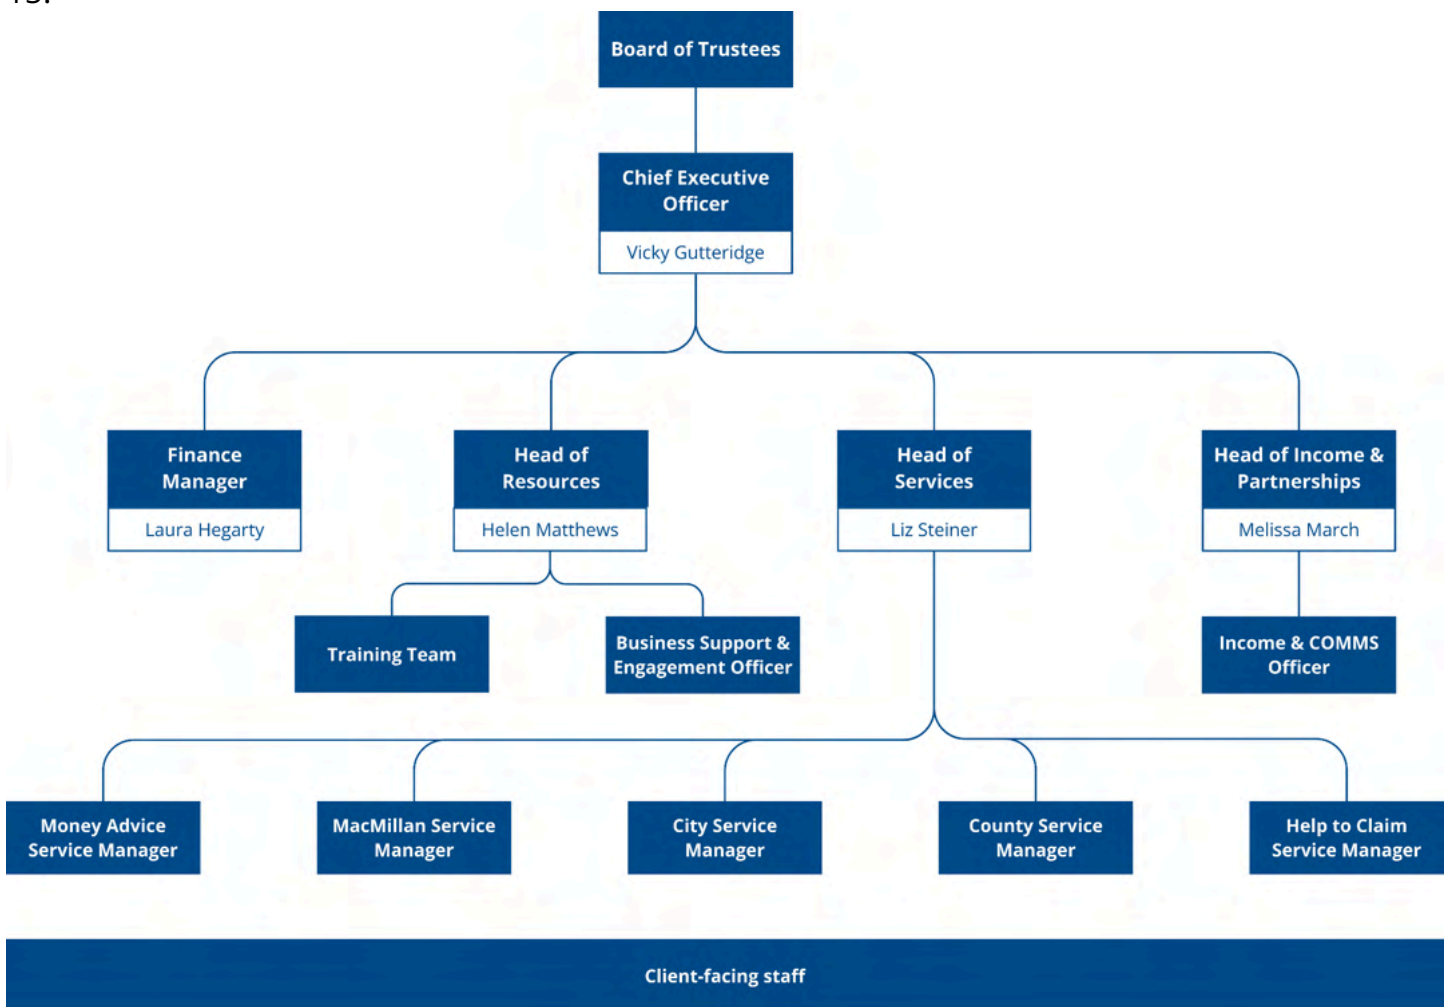 Board of Trustees
Chief Executive
Officer
Vicky Gutteridge
Finance
Manager
Laura Hegarty
Head of
Resources
Helen Matthews
Head of
Services
Liz Steiner
Head of Income &
Partnerships
Melissa March
Training Team
Business Support &
Engagement Officer
Income & COMMS
Officer
Money Advice
Service Manager
MacMillan Service
Manager
City Service
Manager
County Service
Manager
Help to Claim
Service Manager
Client-facing staff